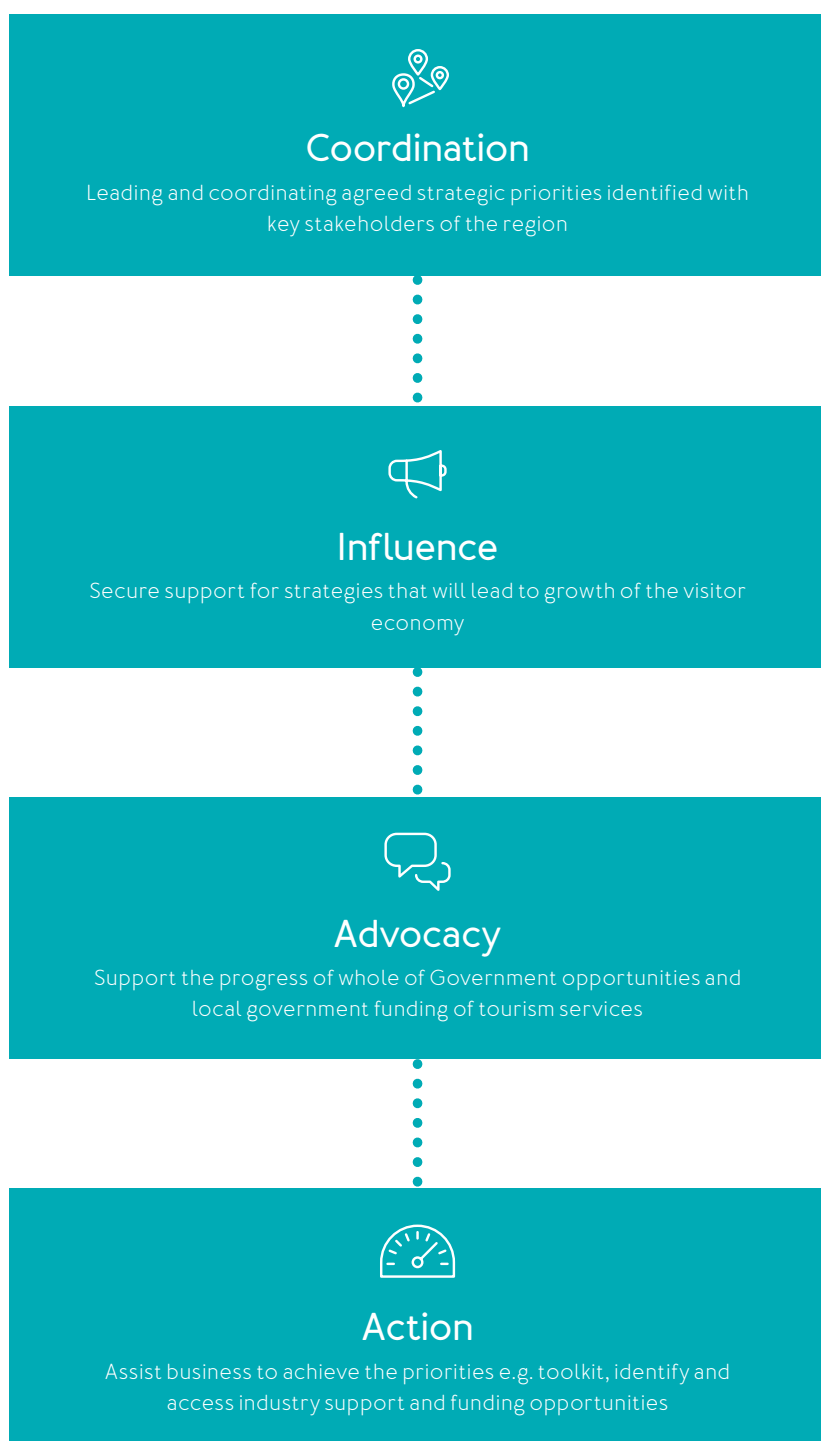 Coordination
Leading and coordinating agreed strategic priorities identified with
key stakeholders of the region
Influence
Secure support for strategies that will lead to growth of the visitor
economy
Advocacy
Support the progress of whole of Government opportunities and
local government funding of tourism services
Action
Assist business to achieve the priorities e.g. toolkit, identify and
access industry support and funding opportunities